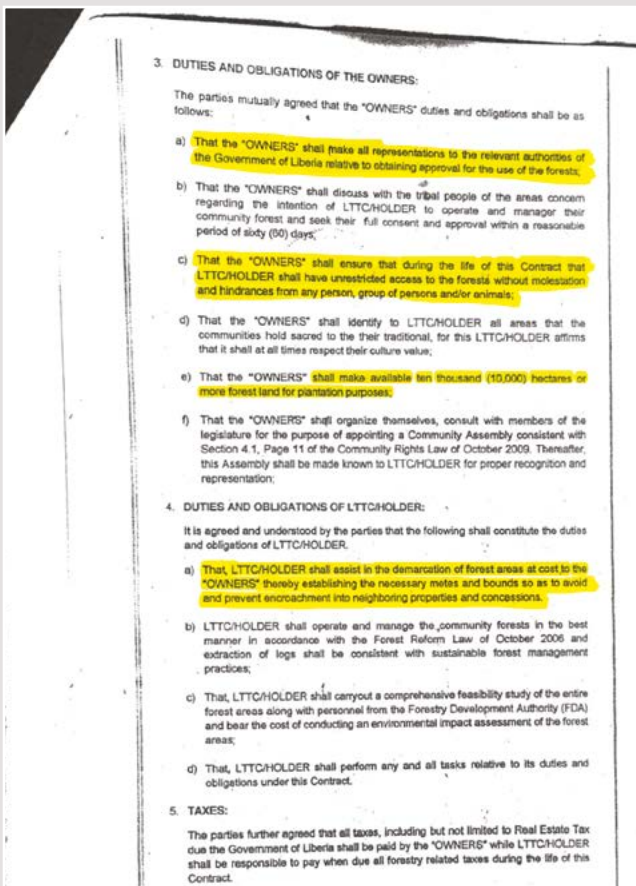 3. DUTIES AND OBLIGATIONS OF THE OWNERS:
The parties mutually agreed that the "OWNERS" duties and obligations shall be as
follows:
a) That the "OWNERS" shall make all representations to the relevant authorities of
the Government of Liberia relative to obtaining approval for the use of the forests;
b) That the "OWNERS" shall discuss with the tribal people of the areas concern
regarding the intention of LTTC/HOLDER to operate and manager their
community forest and seek their full consent and approval within a reasonable
period of sixty (60) days;
c) That the "OWNERS" shall ensure that during the life of this Contract that
LTTC/HOLDER shall have unrestricted access to the forests without molestation
and hindrances from any person, group of persons and/or animals;
d) That the "OWNERS" shall identify to LTTC/HOLDER all areas that the
communities hold sacred to the their traditional, for this LTTC/HOLDER affirms
that it shall at all times respect their culture value;
e) That the "OWNERS" shall make available ten thousand (10,000) hectares or
more forest land for plantation purposes;
f) That the "OWNERS" shall organize themselves, consult with members of the
legislature for the purpose of appointing a Community Assembly consistent with
Section 4.1, Page 11 of the Community Rights Law of October 2009. Thereafter,
this Assembly shall be made known to LTTC/HOLDER for proper recognition and
representation;
4. DUTIES AND OBLIGATIONS OF LTTC/HOLDER:
It is agreed and understood by the parties that the following shall constitute the duties
and obligations of LTTC/HOLDER.
a) That, LTTC/HOLDER shall assist in the demarcation of forest areas at cost to the
"OWNERS" thereby establishing the necessary metes and bounds so as to avoid
and prevent encroachment into neighboring properties and concessions.
b) LTTC/HOLDER shall operate and manage the community forests in the best
manner in accordance with the Forest Reform Law of October 2006 and
extraction of logs shall be consistent with sustainable forest management
practices;
c) That, LTTC/HOLDER shall carryout a comprehensive feasibility study of the entire
forest areas along with personnel from the Forestry Development Authority (FDA)
and bear the cost of conducting an environmental impact assessment of the forest
areas;
d) That, LTTC/HOLDER shall perform any and all tasks relative to its duties and
obligations under this Contract.
5. TAXES:
The parties further agreed that all taxes, including but not limited to Real Estate Tax
due the Government of Liberia shall be paid by the "OWNERS" while LTTC/HOLDER
shall be responsible to pay when due all forestry related taxes during the life of this
Contract.